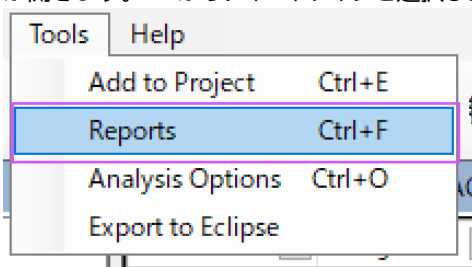 Tools Help
Add to Project Ctrl+E
Reports Ctrl+F
Analysis Options Ctrl+O
Export to Eclipse